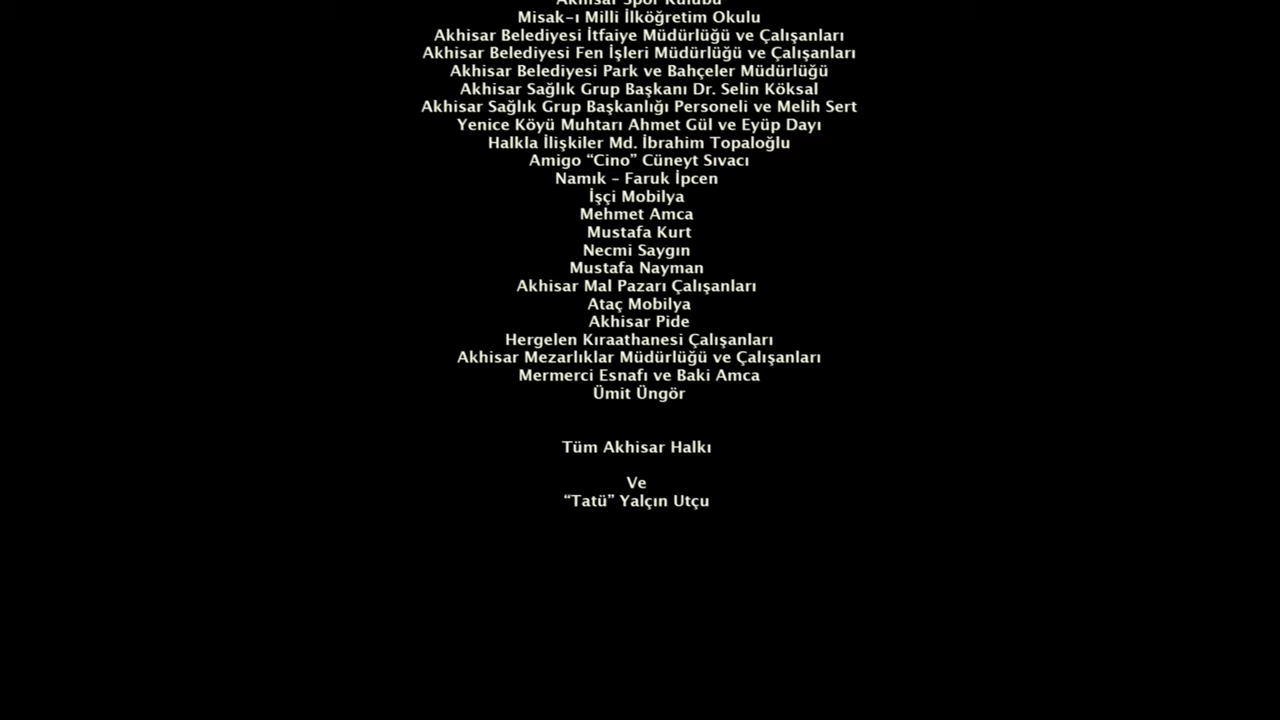 Akhisar Spor Kulübü
Misak-ı Milli İlköğretim Okulu
Akhisar Belediyesi İtfaiye Müdürlüğü ve Çalışanları
Akhisar Belediyesi Fen İşleri Müdürlüğü ve Çalışanları
Akhisar Belediyesi Park ve Bahçeler Müdürlüğü
Akhisar Sağlık Grup Başkanı Dr. Selin Köksal
Akhisar Sağlık Grup Başkanlığı Personeli ve Melih Sert
Yenice Köyü Muhtarı Ahmet Gül ve Eyüp Dayı
Halkla İlişkiler Md. İbrahim Topaloğlu
Amigo “Cino” Cüneyt Sıvacı
Namık – Faruk İpcen
İşçi Mobilya
Mehmet Amca
Mustafa Kurt
Necmi Saygın
Mustafa Nayman
Akhisar Mal Pazarı Çalışanları
Ataç Mobilya
Akhisar Pide
Hergelen Kıraathanesi Çalışanları
Akhisar Mezarlıklar Müdürlüğü ve Çalışanları
Mermerci Esnafı ve Baki Amca
Ümit Üngör
Tüm Akhisar Halkı
Ve
“Tatü” Yalçın Utçu